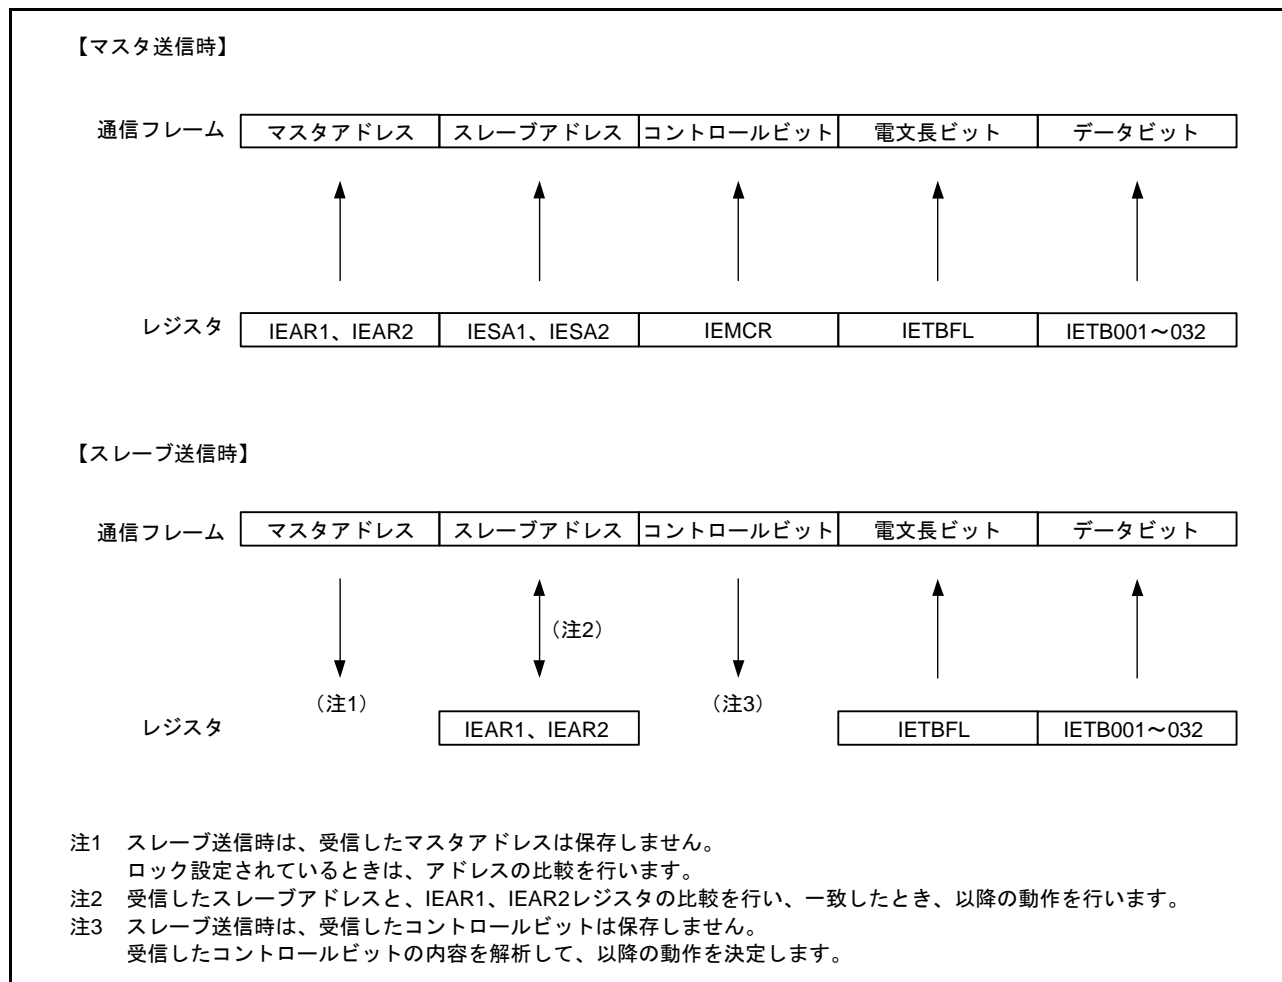 【マスタ送信時】
通信フレーム マスタアドレス スレーブアドレス コントロールビット 電文長ビット データビット
レジスタ IEAR1、IEAR2 IESA1、IESA2 IEMCR IETBFL IETB001～032
【スレーブ送信時】
通信フレーム マスタアドレス スレーブアドレス コントロールビット 電文長ビット データビット
（注2）
（注1） （注3）
レジスタ IEAR1、IEAR2 IETBFL IETB001～032
注1 スレーブ送信時は、受信したマスタアドレスは保存しません。
ロック設定されているときは、アドレスの比較を行います。
注2 受信したスレーブアドレスと、IEAR1、IEAR2レジスタの比較を行い、一致したとき、以降の動作を行います。
注3 スレーブ送信時は、受信したコントロールビットは保存しません。
受信したコントロールビットの内容を解析して、以降の動作を決定します。